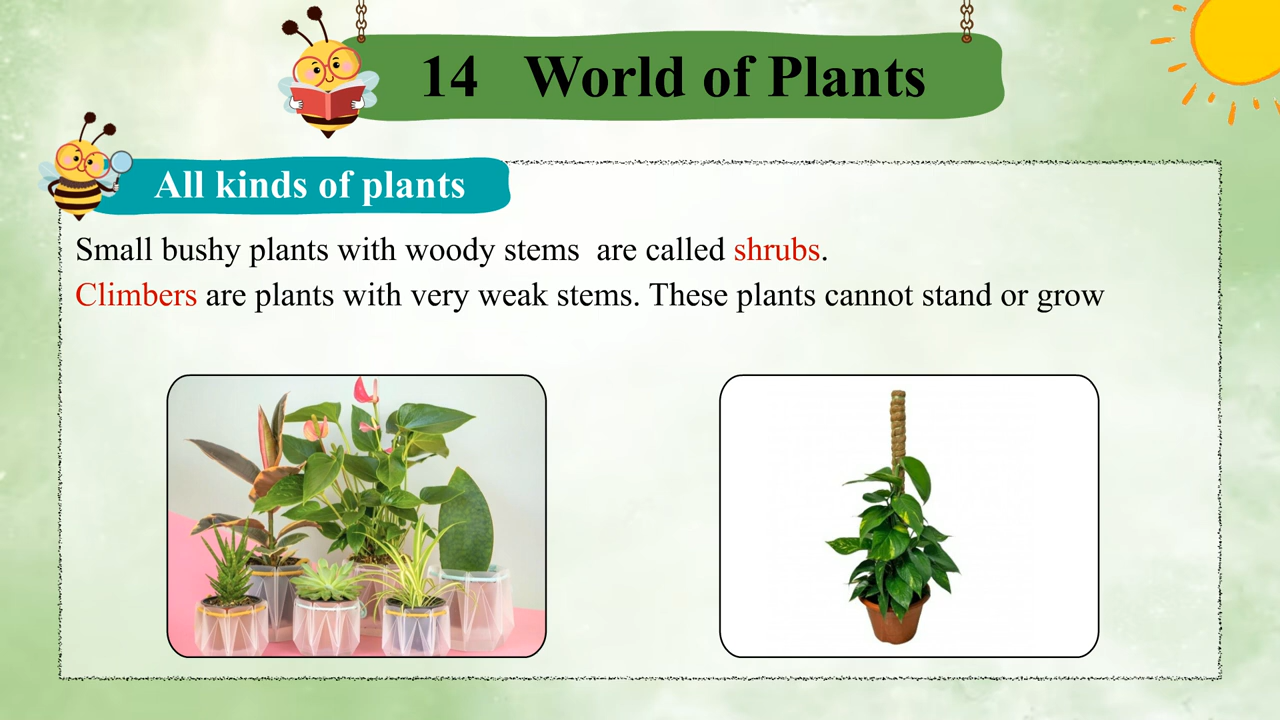 14 World of Plants
All kinds of plants
Small bushy plants with woody stems are called shrubs.
Climbers are plants with very weak stems. These plants cannot stand or grow